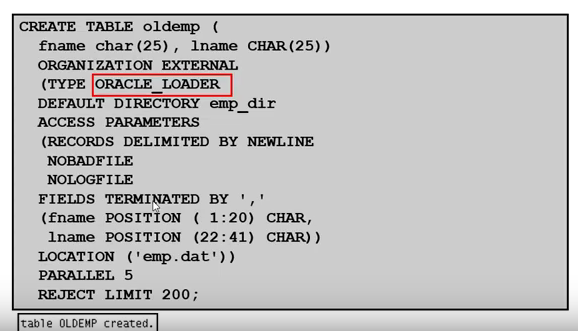 CREATE TABLE oldemp (
fname char(25), lname CHAR(25))
ORGANIZATION EXTERNAL
(TYPE ORACLE_LOADER
DEFAULT DIRECTORY emp_dir
ACCESS PARAMETERS
(RECORDS DELIMITED BY NEWLINE
NOBADFILE
NOLOGFILE
FIELDS TERMINATED BY ','
(fname POSITION ( 1:20) CHAR,
lname POSITION (22:41) CHAR))
LOCATION ('emp.dat'))
PARALLEL 5
REJECT LIMIT 200;
table OLDEMP created.